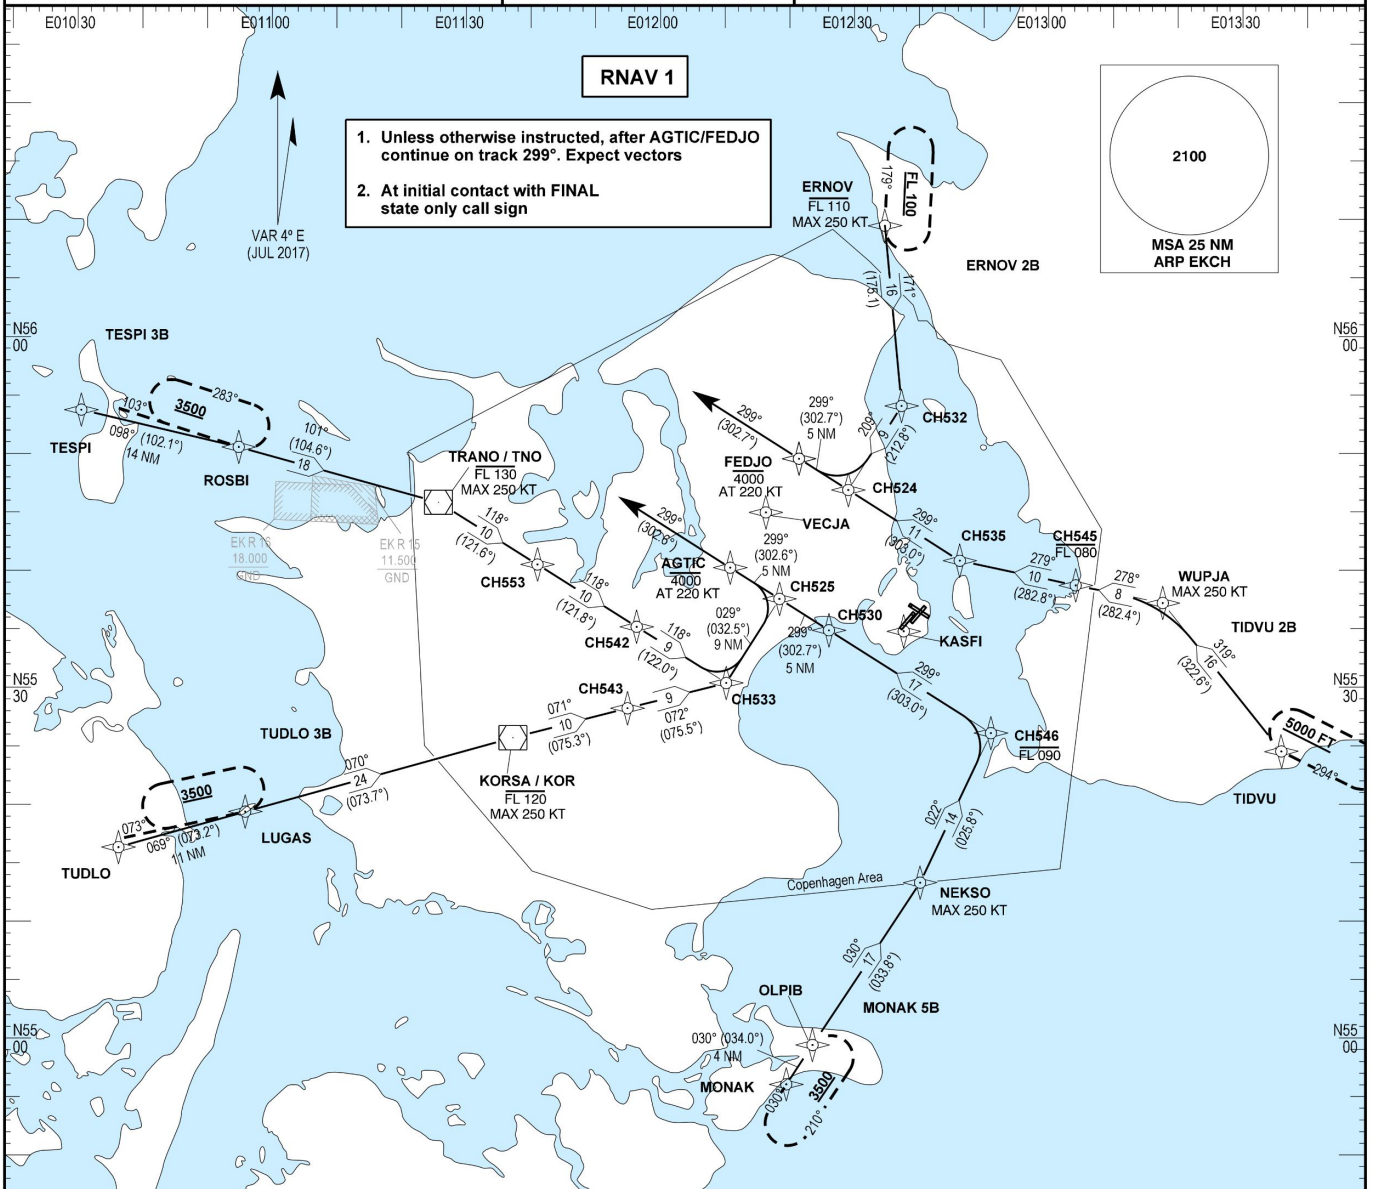 E01030
E01100
E01130
E01200
E01230
E01300
E01330
RNAV 1
1. Unless otherwise instructed, after AGTIC/FEDJO
continue on track 299°. Expect vectors
2. At initial contact with FINAL
state only call sign
VAR 4° E
(JUL 2017)
2100
MSA 25 NM
ARP EKCH
ERNOV
FL 110
MAX 250 KT
179°
FL 100
ERNOV 2B
171°
16
(175.1)
N56
00
N56
00
TESPI 3B
103°
3500
283°
TESPI
098°
(102.1°)
14 NM
ROSBI
101°
(104.6°)
18
TRANO / TNO
FL 130
MAX 250 KT
EK R 16
18.000
GND
EK R 15
11.500
GND
118°
10
(121.6°)
CH553
118°
10
(121.8°)
CH542
118°
9
(122.0°)
299°
(302.7°)
299°
(302.7°)
5 NM
209°
9
(212.8°)
CH532
FEDJO
4000
AT 220 KT
CH524
VECJA
299°
11
(303.0°)
CH535
CH545
FL 080
279°
10
(282.8°)
278°
8
(282.4°)
WUPJA
MAX 250 KT
TIDVU 2B
319°
16
(322.6°)
5000 FT
294°
TIDVU
299°
(302.6°)
AGTIC
4000
AT 220 KT
299°
(302.6°)
5 NM
CH525
029°
(032.5°)
9 NM
CH530
299°
(302.7°)
5 NM
KASFI
299°
17
(303.0°)
CH546
FL 090
N55
30
N55
30
CH543
071°
10
(075.3°)
9
072°
(075.5°)
CH533
TUDLO 3B
070°
24
(073.7°)
KORSA / KOR
FL 120
MAX 250 KT
3500
073°
069°
(073.2°)
11 NM
LUGAS
TUDLO
022°
14
(025.8°)
Copenhagen Area
NEKSO
MAX 250 KT
030°
17
(033.8°)
OLPIB
MONAK 5B
030° (034.0°)
4 NM
MONAK
030°
3500
210°
N55
00
N55
00